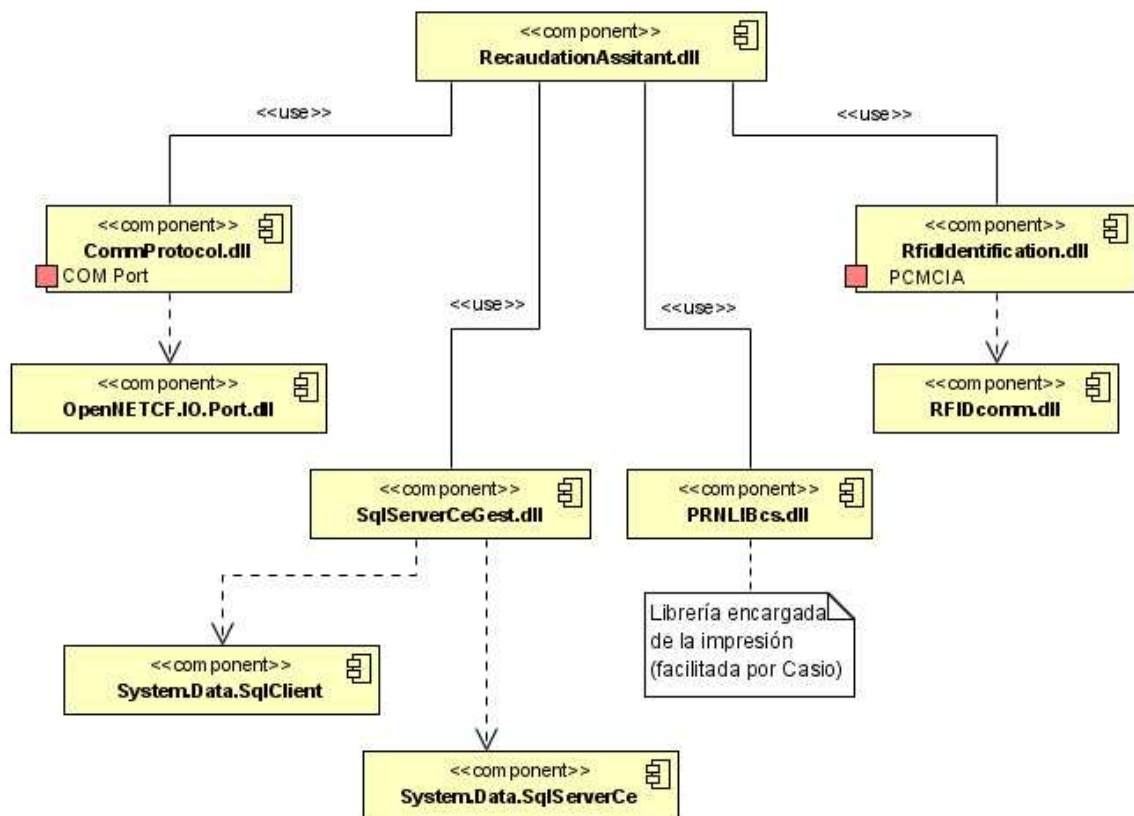 <<component>>
RecaudationAssitant.dll
<<use>>
<<use>>
<<component>>
CommProtocol.dll
COM Port
<<component>>
RfidIdentification.dll
PCMCIA
<<use>>
<<use>>
<<component>>
OpenNETCF.IO.Port.dll
<<component>>
RFIDcomm.dll
<<component>>
SqlServerCeGest.dll
<<component>>
PRNLIBcs.dll
Librería encargada
de la impresión
(facilitada por Casio)
<<component>>
System.Data.SqlClient
<<component>>
System.Data.SqlServerCe